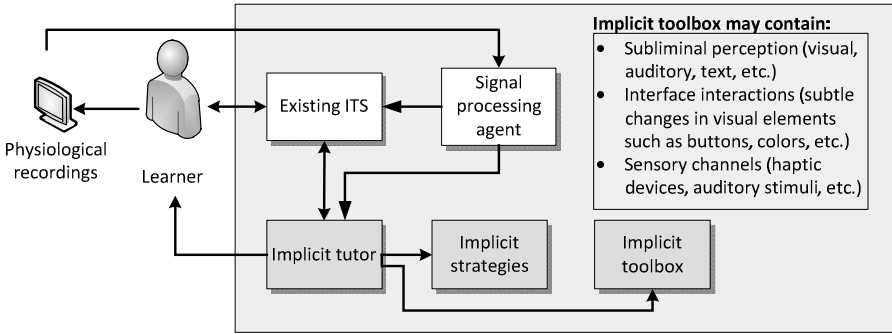 Implicit toolbox may contain:
• Subliminal perception (visual,
auditory, text, etc.)
• Interface interactions (subtle
changes in visual elements
such as buttons, colors, etc.)
• Sensory channels (haptic
devices, auditory stimuli, etc.)
Physiological
recordings
Learner
Existing ITS
Signal
processing
agent
Implicit tutor
Implicit
strategies
Implicit
toolbox